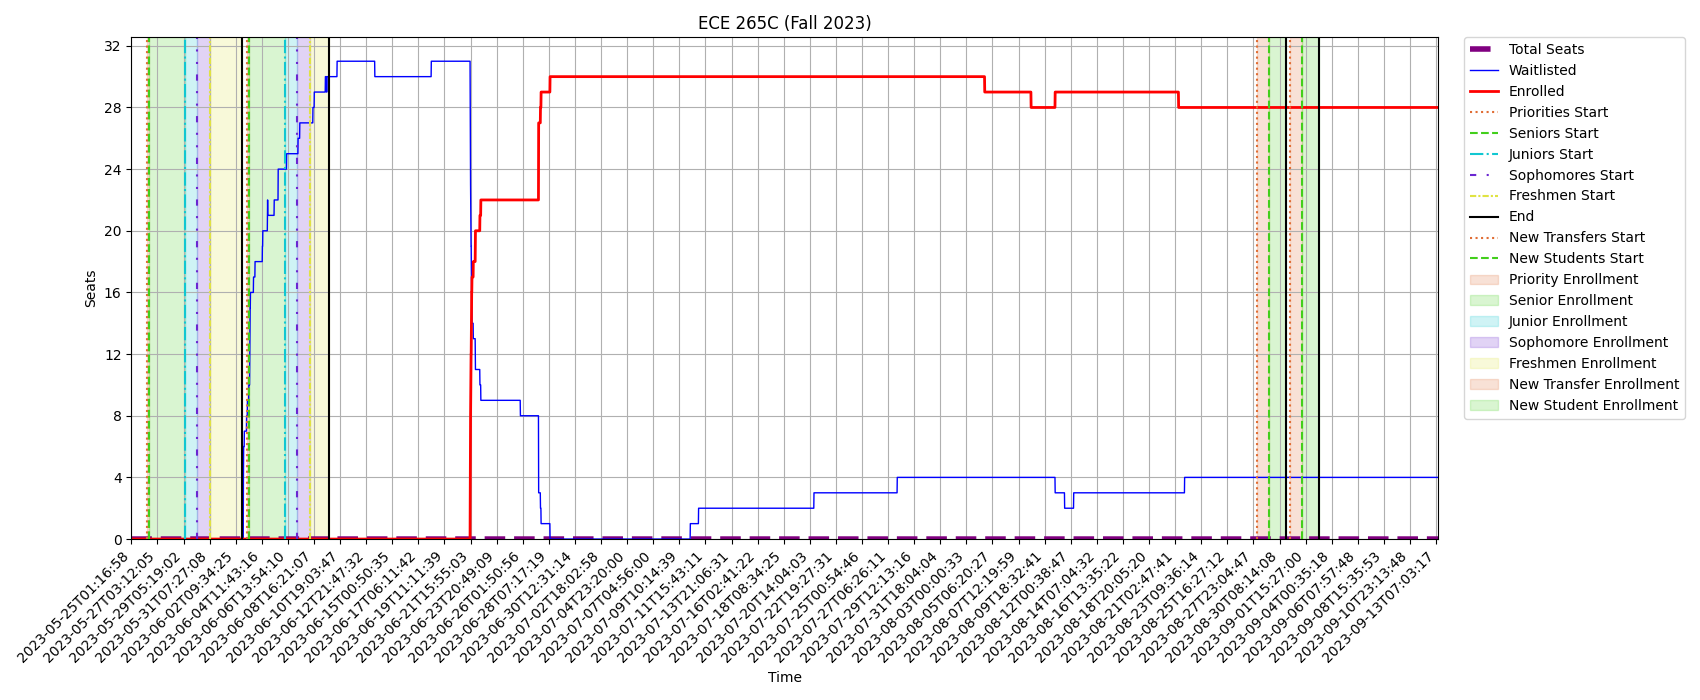 ECE 265C (Fall 2023)
Seats
32
28
24
20
16
12
8
4
0
2023-05-25T01:16:58
2023-05-27T03:12:05
2023-05-29T05:19:02
2023-05-31T07:27:08
2023-06-02T09:34:25
2023-06-04T11:43:16
2023-06-06T13:54:10
2023-06-08T16:21:07
2023-06-10T19:03:47
2023-06-12T21:47:32
2023-06-15T00:50:35
2023-06-17T06:11:42
2023-06-19T11:11:39
2023-06-21T15:55:03
2023-06-23T20:49:09
2023-06-26T01:50:56
2023-06-28T07:17:19
2023-06-30T12:31:14
2023-07-02T18:02:58
2023-07-04T23:20:00
2023-07-07T04:56:00
2023-07-09T10:14:39
2023-07-11T15:43:11
2023-07-13T21:06:31
2023-07-16T02:41:22
2023-07-18T08:34:25
2023-07-20T14:04:03
2023-07-22T19:27:31
2023-07-25T00:54:46
2023-07-27T06:26:11
2023-07-29T12:13:16
2023-07-31T18:04:04
2023-08-03T00:00:33
2023-08-05T06:20:27
2023-08-07T12:19:59
2023-08-09T18:32:41
2023-08-12T00:38:47
2023-08-14T07:04:32
2023-08-16T13:35:22
2023-08-18T20:05:20
2023-08-21T02:47:41
2023-08-23T09:36:14
2023-08-25T16:27:12
2023-08-27T23:04:47
2023-08-30T08:14:08
2023-09-01T15:27:00
2023-09-04T00:35:18
2023-09-06T07:57:48
2023-09-08T15:35:53
2023-09-10T23:13:48
2023-09-13T07:03:17
Time
Total Seats
Waitlisted
Enrolled
Priorities Start
Seniors Start
Juniors Start
Sophomores Start
Freshmen Start
End
New Transfers Start
New Students Start
Priority Enrollment
Senior Enrollment
Junior Enrollment
Sophomore Enrollment
Freshmen Enrollment
New Transfer Enrollment
New Student Enrollment